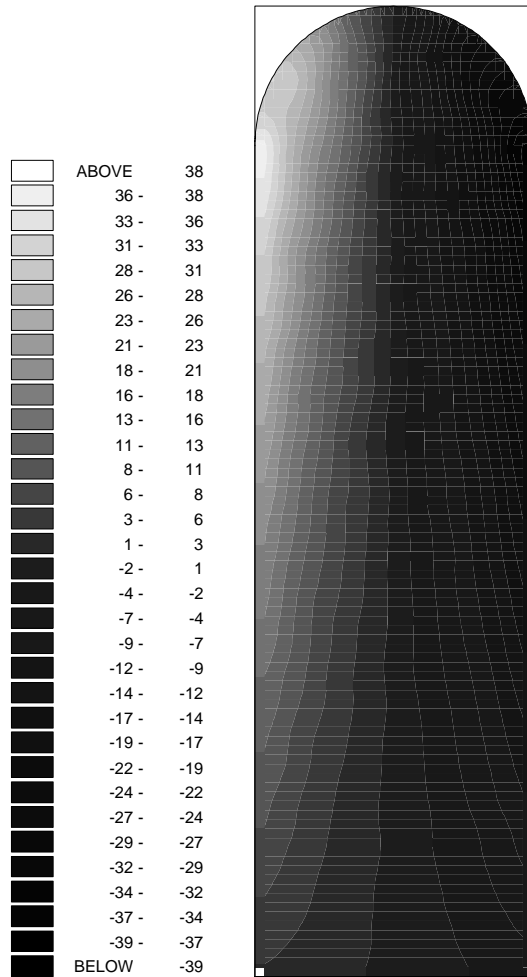 ABOVE 38
36 - 38
33 - 36
31 - 33
28 - 31
26 - 28
23 - 26
21 - 23
18 - 21
16 - 18
13 - 16
11 - 13
8 - 11
6 - 8
3 - 6
1 - 3
-2 - 1
-4 - -2
-7 - -4
-9 - -7
-12 - -9
-14 - -12
-17 - -14
-19 - -17
-22 - -19
-24 - -22
-27 - -24
-29 - -27
-32 - -29
-34 - -32
-37 - -34
-39 - -37
BELOW -39